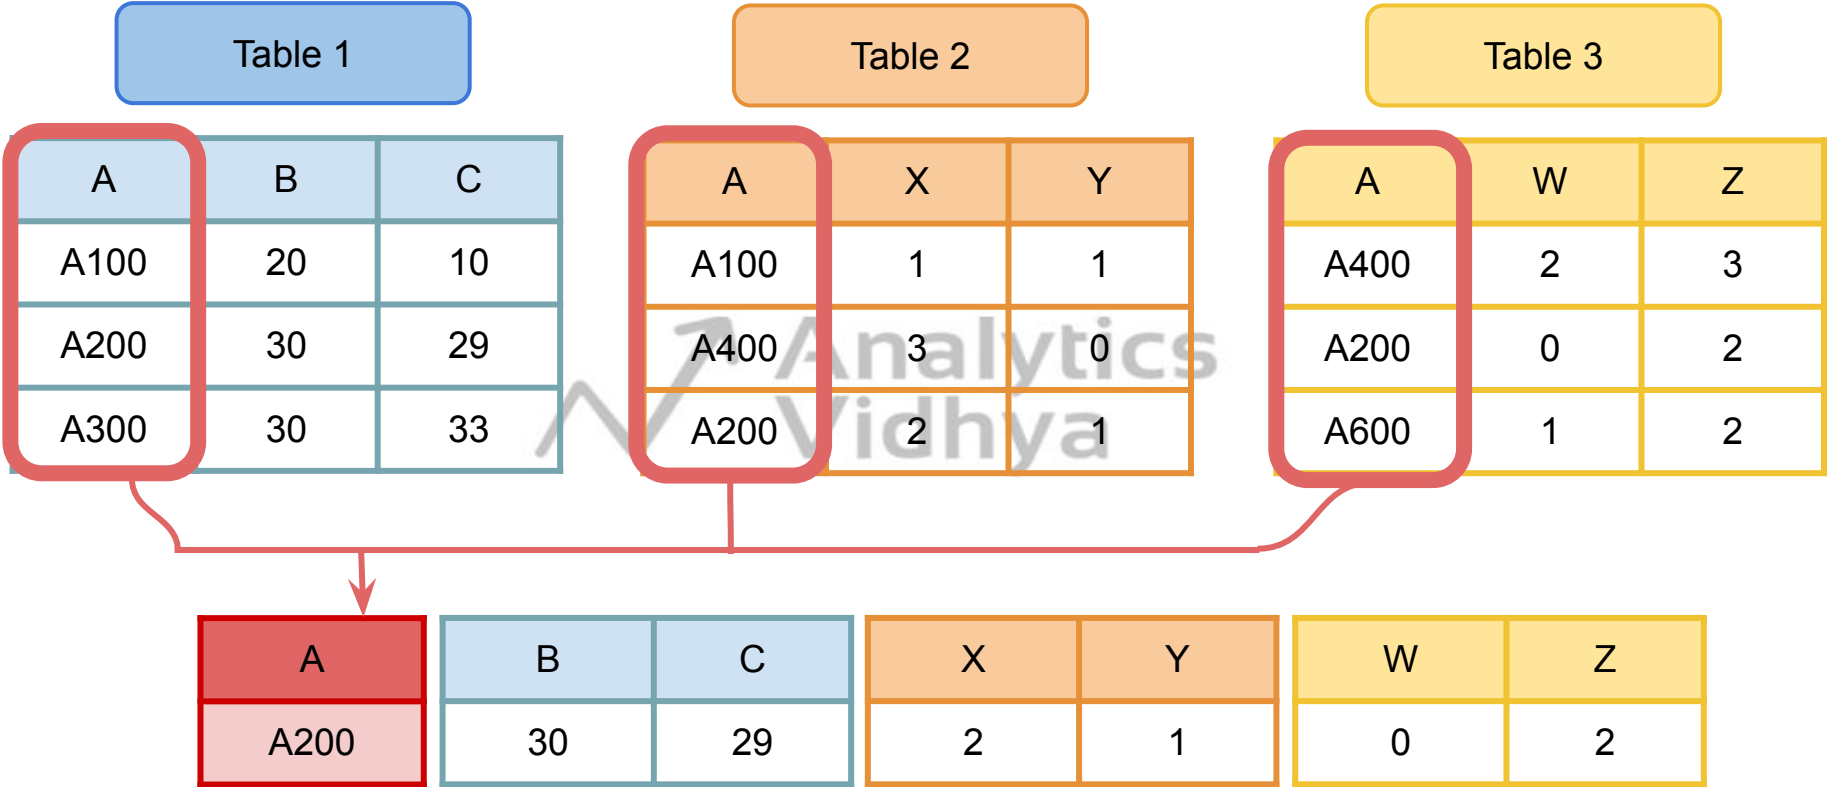 Table 1 Table 2 Table 3
A B C A X Y A W Z
A100 20 10 A100 1 1 A400 2 3
A200 30 29 A400 3 0 A200 0 2
A300 30 33 A200 2 1 A600 1 2
Analytics
Vidhya
A B C X Y W Z
A200 30 29 2 1 0 2